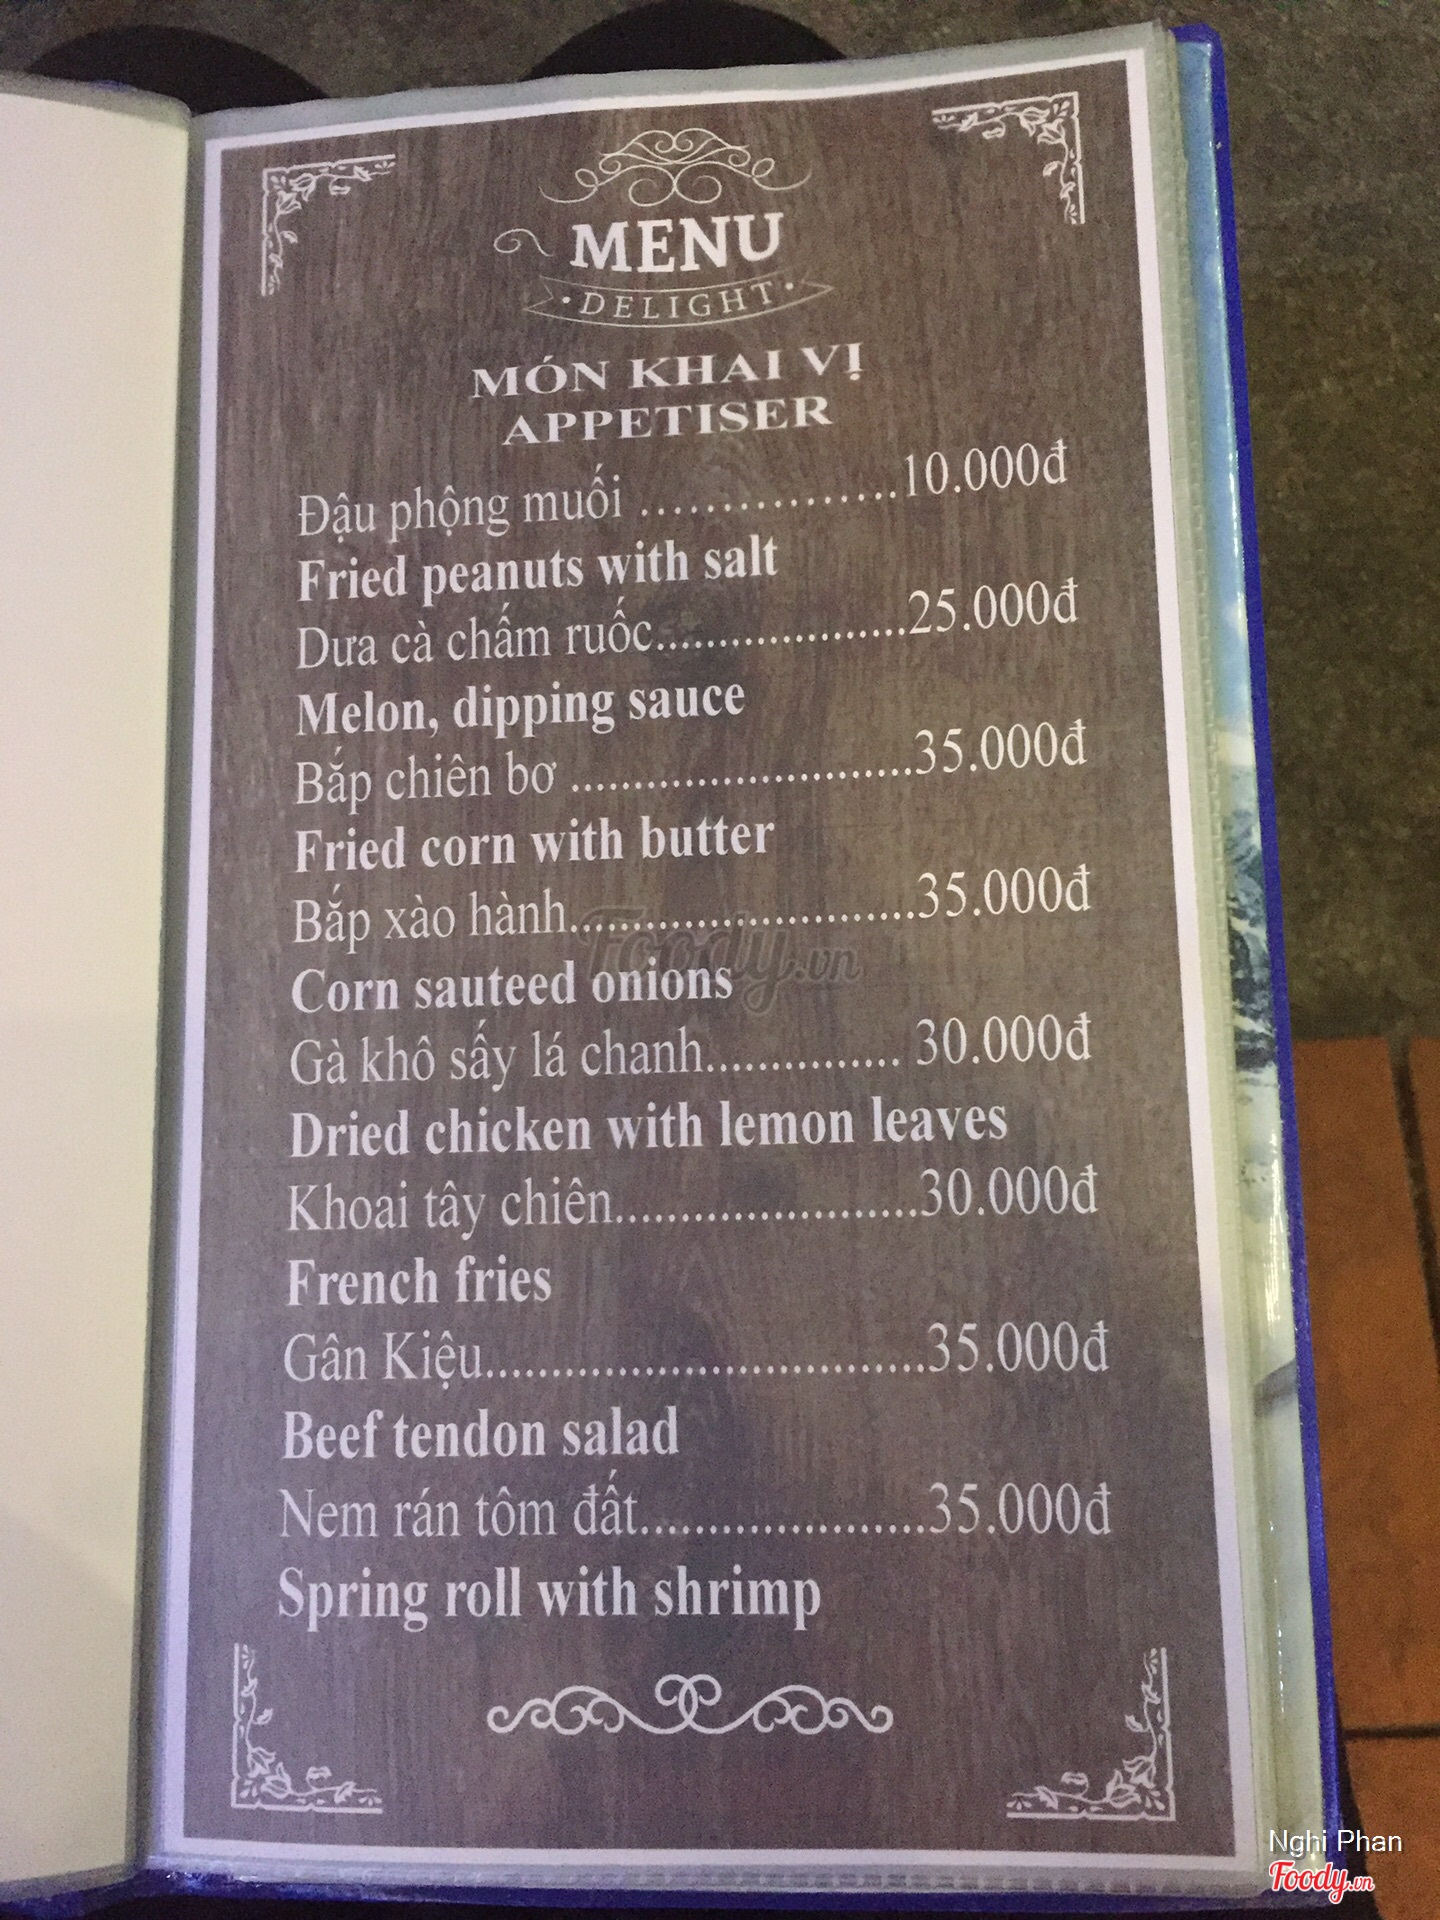 MENU
• DELIGHT •
MÓN KHAI VỊ
APPETISER
Đậu phộng muối ..................10.000đ
Fried peanuts with salt
Dưa cà chấm ruốc.....................25.000đ
Melon, dipping sauce
Bắp chiên bơ ...........................35.000đ
Fried corn with butter
Bắp xào hành...........................35.000đ
Corn sauteed onions
Gà khô sấy lá chanh............... 30.000đ
Dried chicken with lemon leaves
Khoai tây chiên........................30.000đ
French fries
Gân Kiệu.................................35.000đ
Beef tendon salad
Nem rán tôm đất......................35.000đ
Spring roll with shrimp
Foody.vn
Nghi Phan
Foody.vn